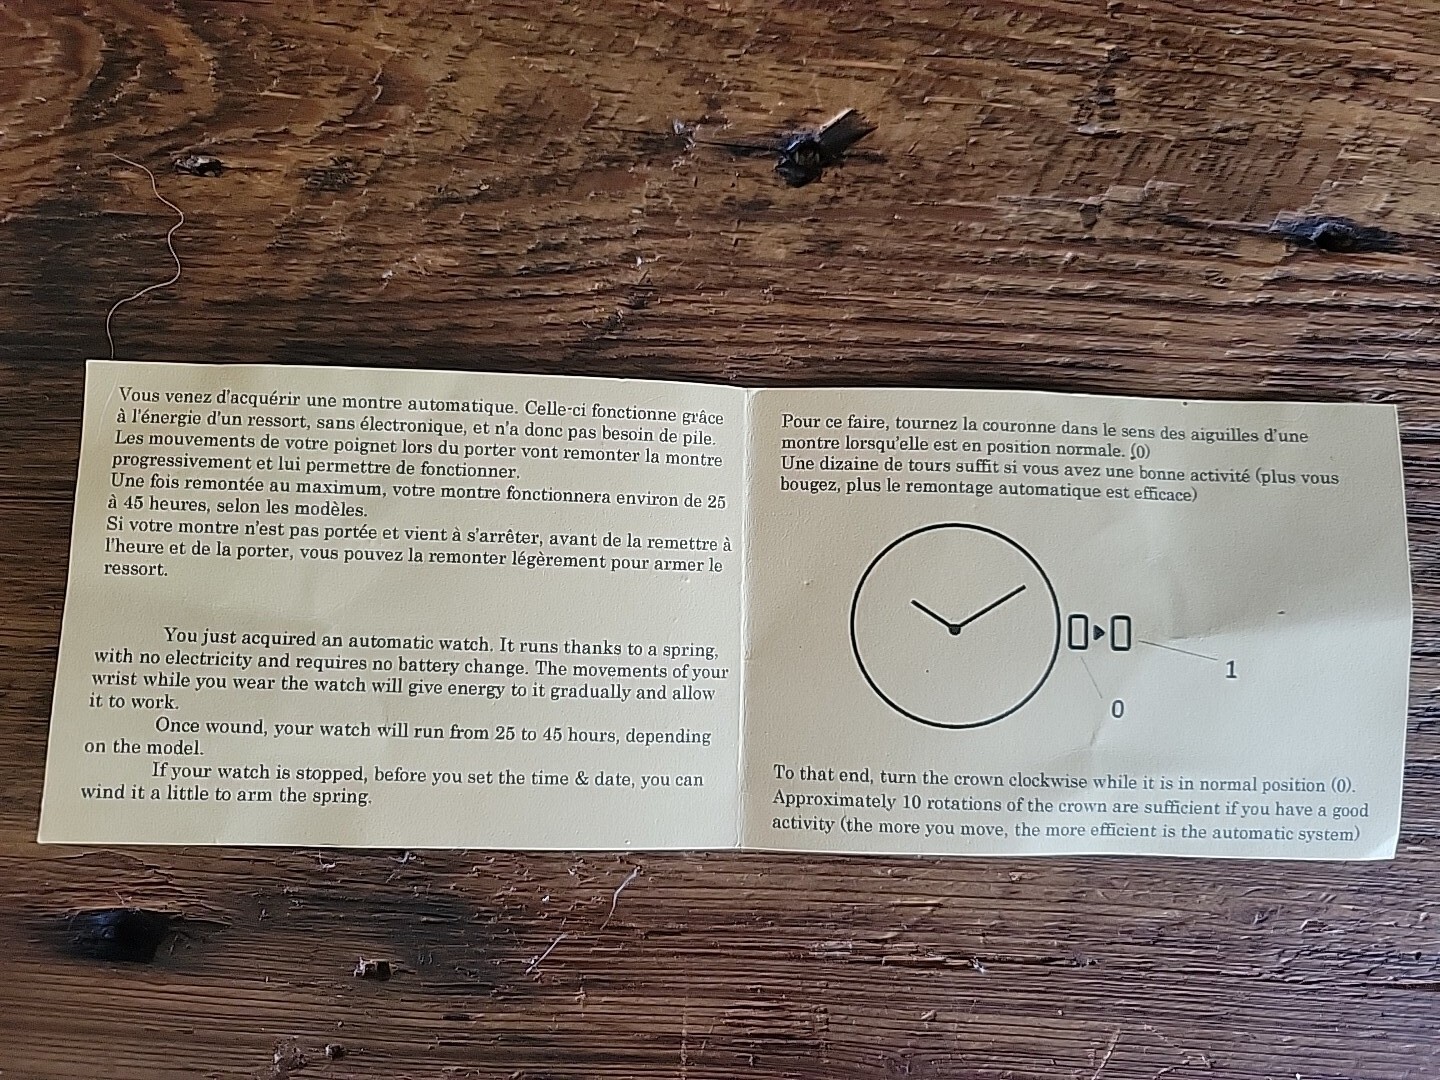 Vous venez d'acquérir une montre automatique. Celle-ci fonctionne grâce
à l'énergie d'un ressort, sans électronique, et n'a donc pas besoin de pile.
Les mouvements de votre poignet lors du porter vont remonter la montre
progressivement et lui permettre de fonctionner.
Une fois remontée au maximum, votre montre fonctionnera environ de 25
à 45 heures, selon les modèles.
Si votre montre n'est pas portée et vient à s'arrêter, avant de la remettre à
l'heure et de la porter, vous pouvez la remonter légèrement pour armer le
ressort.
You just acquired an automatic watch. It runs thanks to a spring,
with no electricity and requires no battery change. The movements of your
wrist while you wear the watch will give energy to it gradually and allow
it to work.
Once wound, your watch will run from 25 to 45 hours, depending
on the model.
If your watch is stopped, before you set the time & date, you can
wind it a little to arm the spring.
Pour ce faire, tournez la couronne dans le sens des aiguilles d'une
montre lorsqu'elle est en position normale. (0)
Une dizaine de tours suffit si vous avez une bonne activité (plus vous
bougez, plus le remontage automatique est efficace)
1
0
To that end, turn the crown clockwise while it is in normal position (0).
Approximately 10 rotations of the crown are sufficient if you have a good
activity (the more you move, the more efficient is the automatic system)